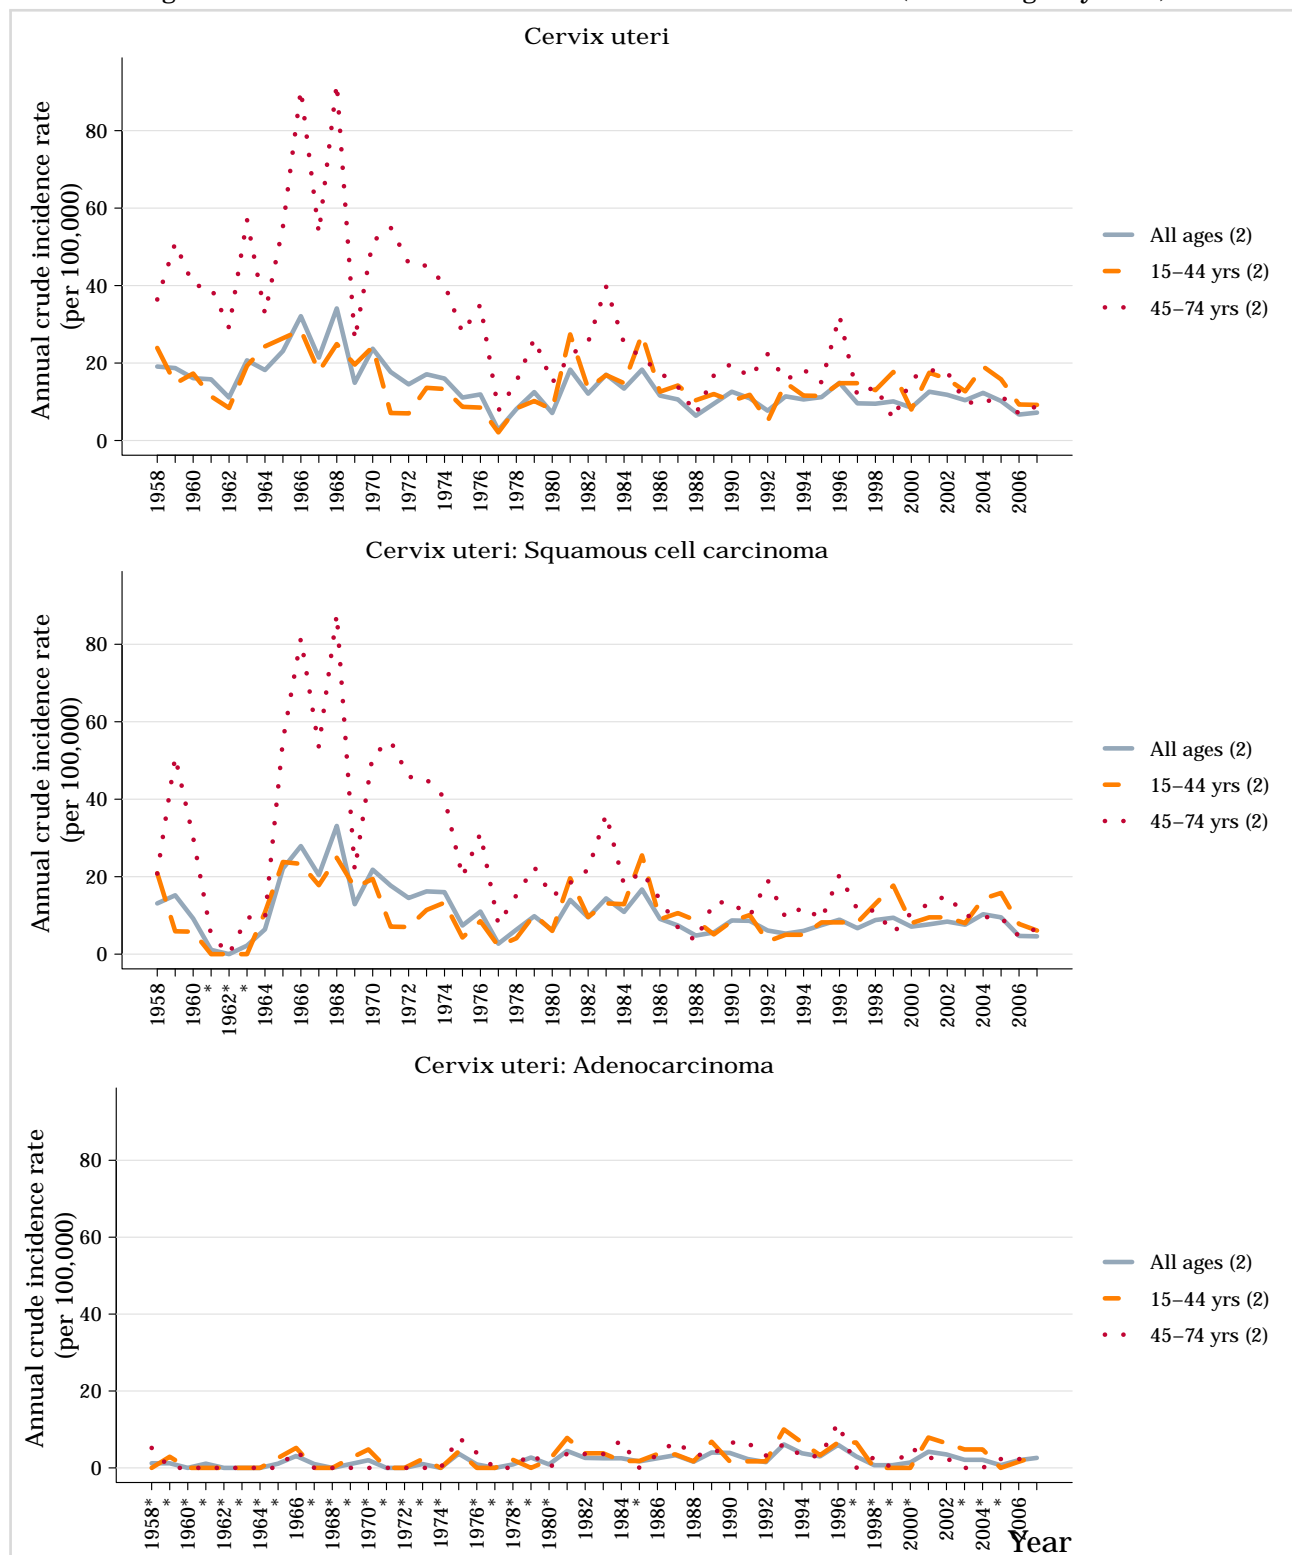 Cervix uteri
Annual crude incidence rate
(per 100,000)
80
60
40
20
0
All ages (2)
15−44 yrs (2)
45−74 yrs (2)
1958 1960 1962 1964 1966 1968 1970 1972 1974 1976 1978 1980 1982 1984 1986 1988 1990 1992 1994 1996 1998 2000 2002 2004 2006
Cervix uteri: Squamous cell carcinoma
Annual crude incidence rate
(per 100,000)
80
60
40
20
0
All ages (2)
15−44 yrs (2)
45−74 yrs (2)
1958 1960 * 1962* * 1964 1966 1968 1970 1972 1974 1976 1978 1980 1982 1984 1986 1988 1990 1992 1994 1996 1998 2000 2002 2004 2006
Cervix uteri: Adenocarcinoma
Annual crude incidence rate
(per 100,000)
80
60
40
20
0
All ages (2)
15−44 yrs (2)
45−74 yrs (2)
1958* * 1960* * 1962* * 1964* * 1966 * 1968* * 1970* * 1972* * 1974* 1976* * 1978* * 1980* 1982 1984 * 1986 1988 1990 1992 1994 1996 * 1998* * 2000* 2002 * 2004* * 2006
Year